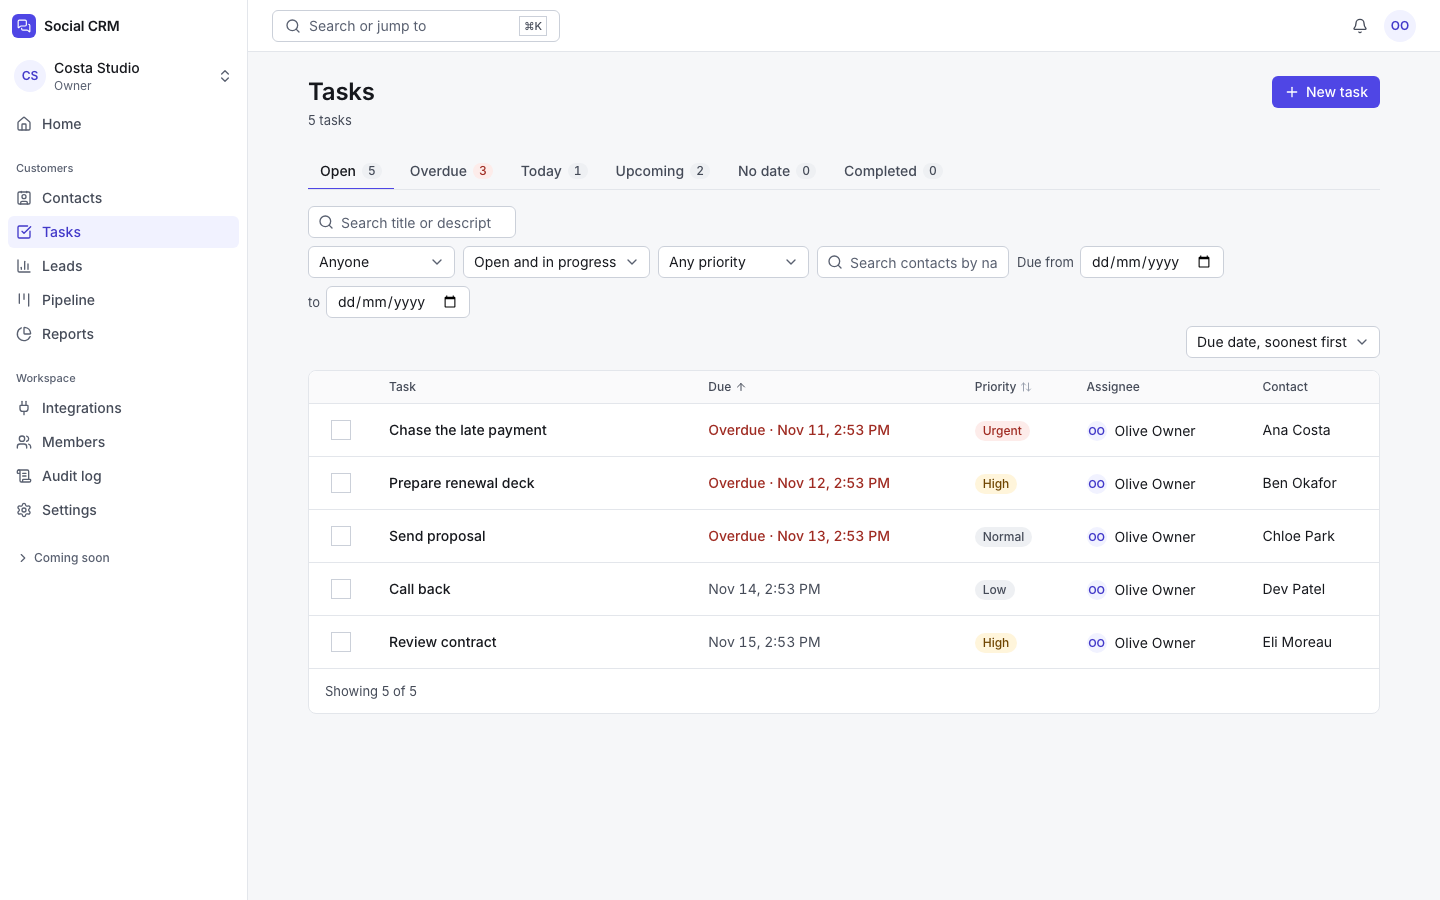 Social CRM
Search or jump to
⌘K
OO
CS
Costa Studio
Owner
Home
Customers
Contacts
Tasks
Leads
Pipeline
Reports
Workspace
Integrations
Members
Audit log
Settings
Coming soon
Tasks
5 tasks
New task
Open 5 Overdue 3 Today 1 Upcoming 2 No date 0 Completed 0
Search title or descript
Anyone Open and in progress Any priority Search contacts by na Due from dd/mm/yyyy
to dd/mm/yyyy
Due date, soonest first
Task Due Priority Assignee Contact
Chase the late payment Overdue · Nov 11, 2:53 PM Urgent OO Olive Owner Ana Costa
Prepare renewal deck Overdue · Nov 12, 2:53 PM High OO Olive Owner Ben Okafor
Send proposal Overdue · Nov 13, 2:53 PM Normal OO Olive Owner Chloe Park
Call back Nov 14, 2:53 PM Low OO Olive Owner Dev Patel
Review contract Nov 15, 2:53 PM High OO Olive Owner Eli Moreau
Showing 5 of 5